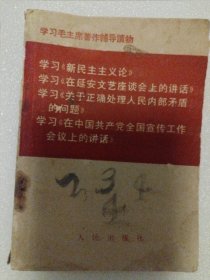 学习毛主席著作辅导读物
学习《新民主主义论》
学习《在延安文艺座谈会上的讲话》
学习《关于正确处理人民内部矛盾
的问题》
学习《在中国共产党全国宣传工作
会议上的讲话》
人民出版社